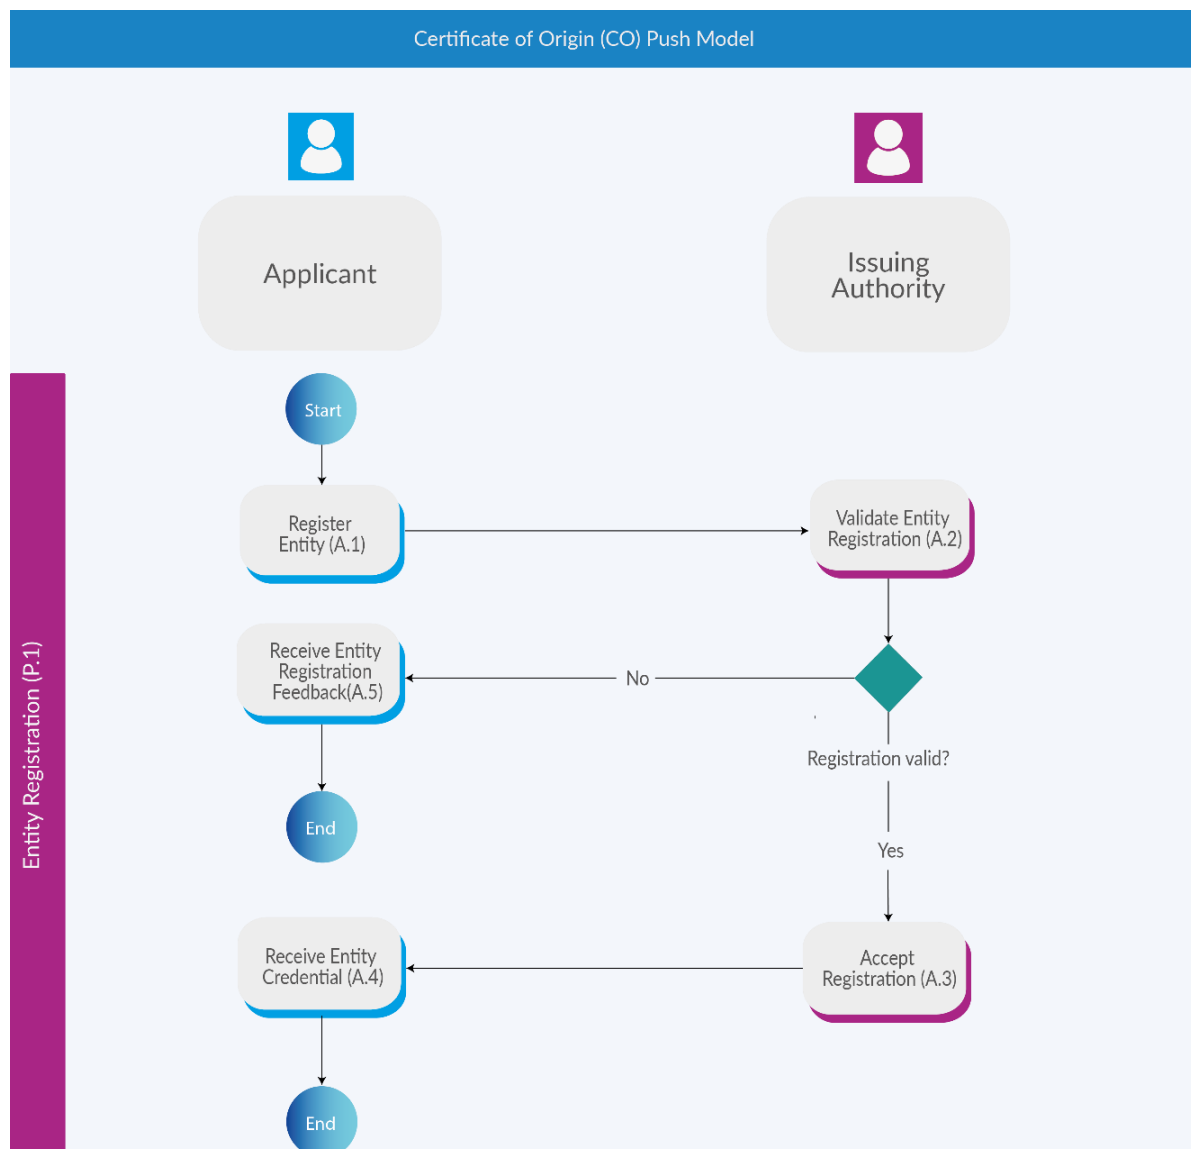 Certificate of Origin (CO) Push Model
Applicant
Issuing
Authority
Entity Registration (P.1)
Start
Register
Entity (A.1)
Validate Entity
Registration (A.2)
Receive Entity
Registration
Feedback(A.5)
No
Registration valid?
End
Yes
Receive Entity
Credential (A.4)
Accept
Registration (A.3)
End